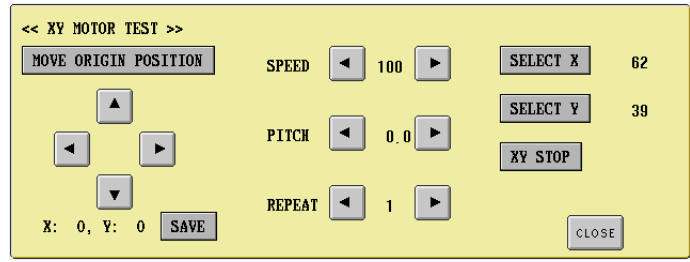 << XY MOTOR TEST >>
MOVE ORIGIN POSITION
SPEED 100
SELECT X 62
SELECT Y 39
PITCH 0.0
XY STOP
REPEAT 1
X: 0, Y: 0 SAVE
CLOSE